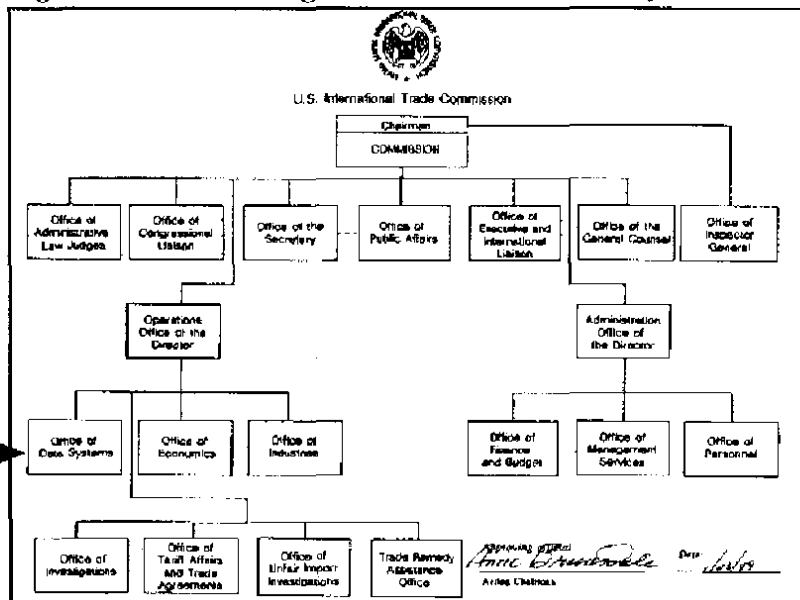 U.S. International Trade Commission
Chairman
COMMISSION
Office of
Administrative
Law Judges
Office of
Congressional
Liaison
Office of the
Secretary
Office of
Public Affairs
Office of
Executive and
International
Liaison
Office of the
General Counsel
Office of
Inspector
General
Operations
Office of the
Director
Administration
Office of
the Director
Office of
Data Systems
Office of
Economics
Office of
Industries
Office of
Finance
and Budget
Office of
Management
Services
Office of
Personnel
Office of
Investigations
Office of
Tariff Affairs
and Trade
Agreements
Office of
Unfair Import
Investigations
Trade Remedy
Assistance
Office
Approving Official
Date
Acting Chairman